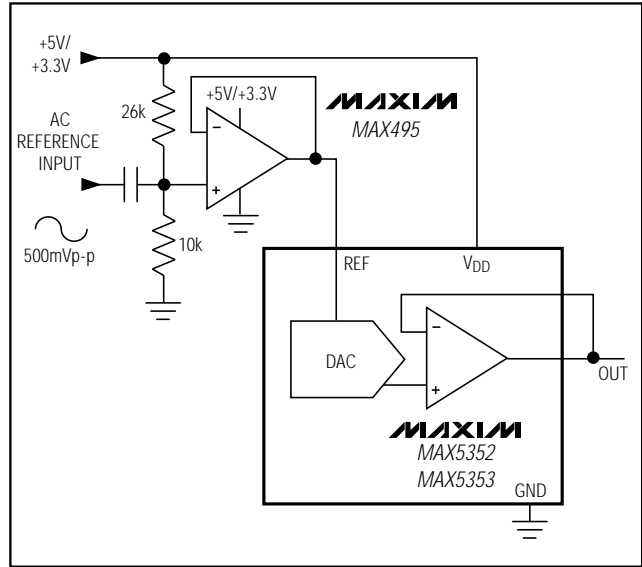 +5V/
+3.3V
AC
REFERENCE
INPUT
500mVp-p
26k
10k
+5V/+3.3V
MAXIM
MAX495
REF
VDD
DAC
OUT
MAXIM
MAX5352
MAX5353
GND